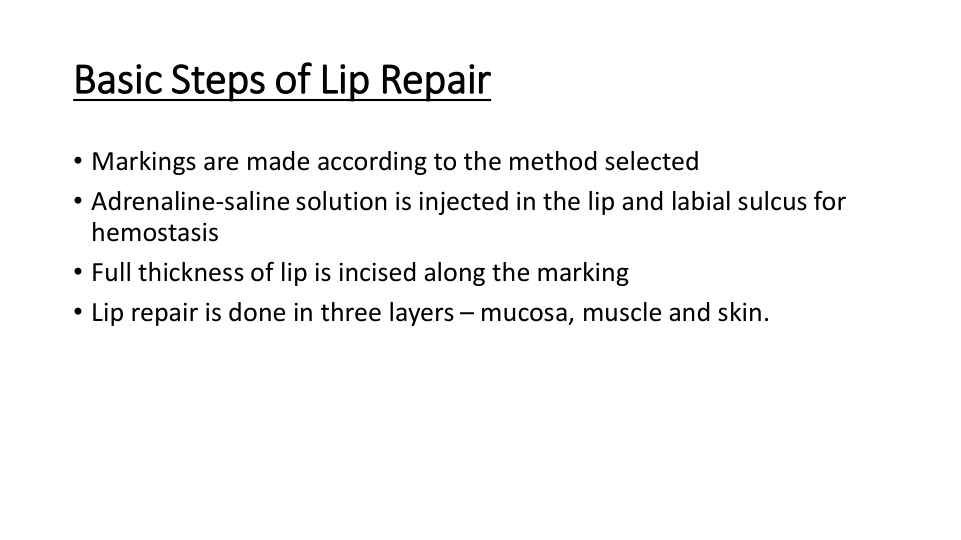 Basic Steps of Lip Repair
• Markings are made according to the method selected
• Adrenaline-saline solution is injected in the lip and labial sulcus for
hemostasis
• Full thickness of lip is incised along the marking
• Lip repair is done in three layers – mucosa, muscle and skin.